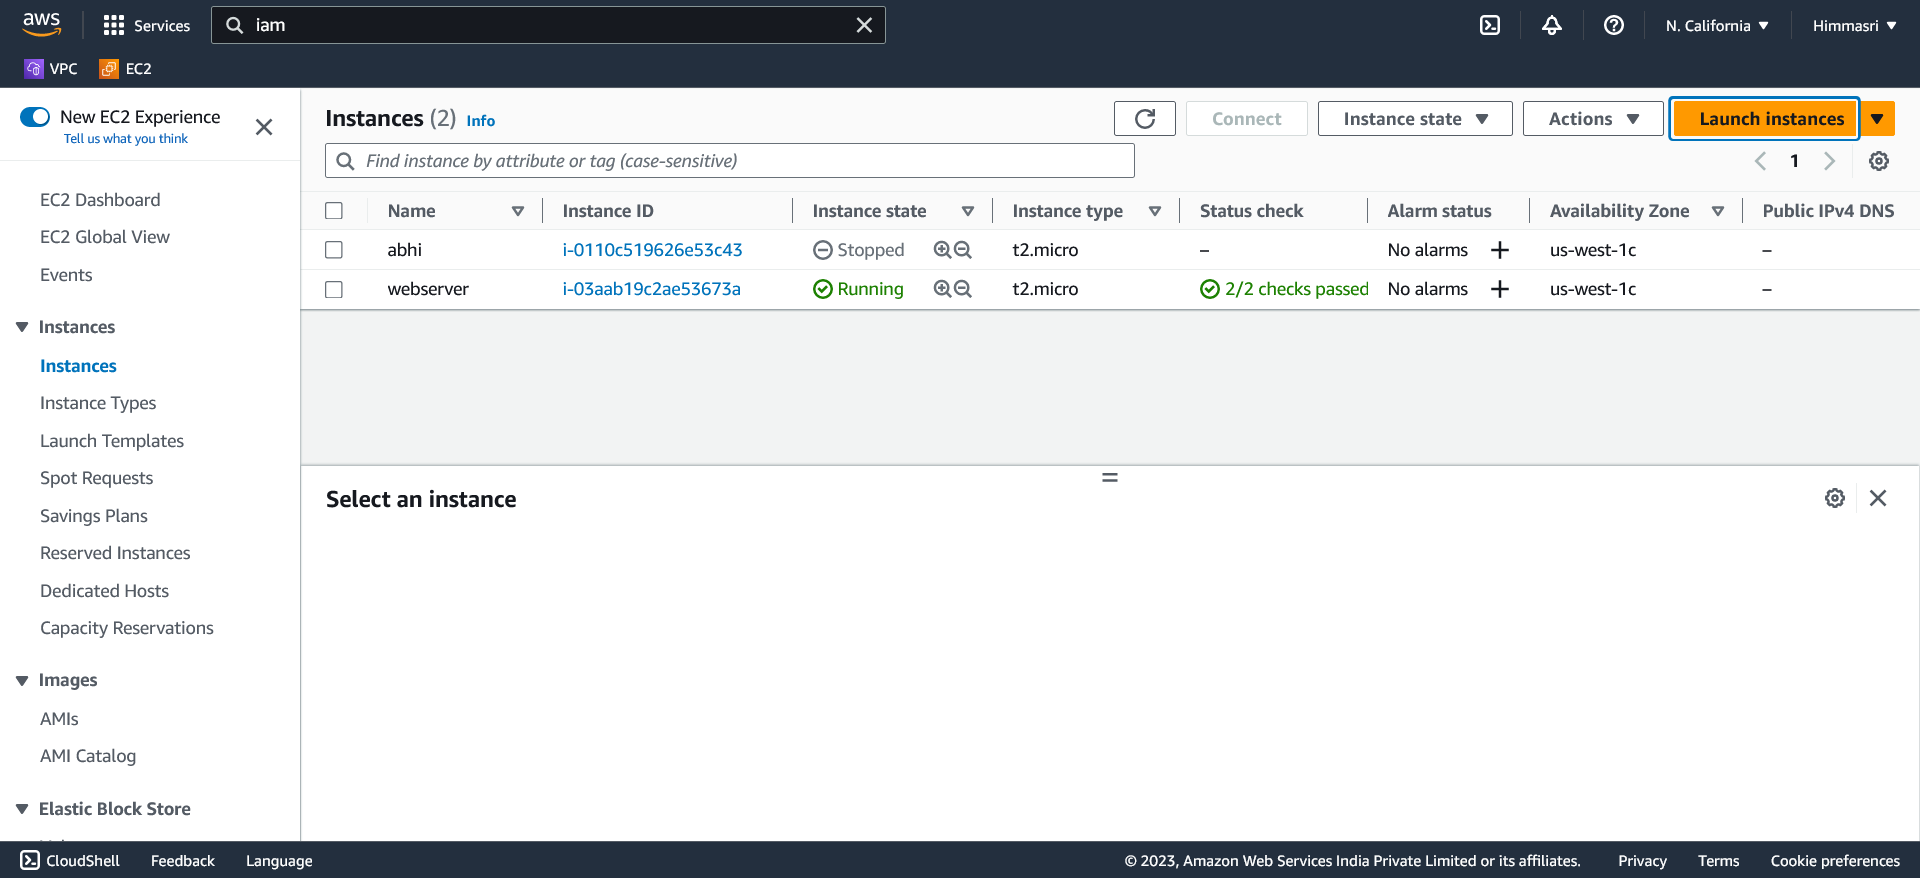 aws Services iam N. California Himmasri
VPC EC2
New EC2 Experience
Tell us what you think
EC2 Dashboard
EC2 Global View
Events
Instances
Instances
Instance Types
Launch Templates
Spot Requests
Savings Plans
Reserved Instances
Dedicated Hosts
Capacity Reservations
Images
AMIs
AMI Catalog
Elastic Block Store
Instances (2) Info Connect Instance state Actions Launch instances
Find instance by attribute or tag (case-sensitive) 1
Name Instance ID Instance state Instance type Status check Alarm status Availability Zone Public IPv4 DNS
abhi i-0110c519626e53c43 Stopped t2.micro – No alarms us-west-1c –
webserver i-03aab19c2ae53673a Running t2.micro 2/2 checks passed No alarms us-west-1c –
Select an instance
CloudShell Feedback Language © 2023, Amazon Web Services India Private Limited or its affiliates. Privacy Terms Cookie preferences